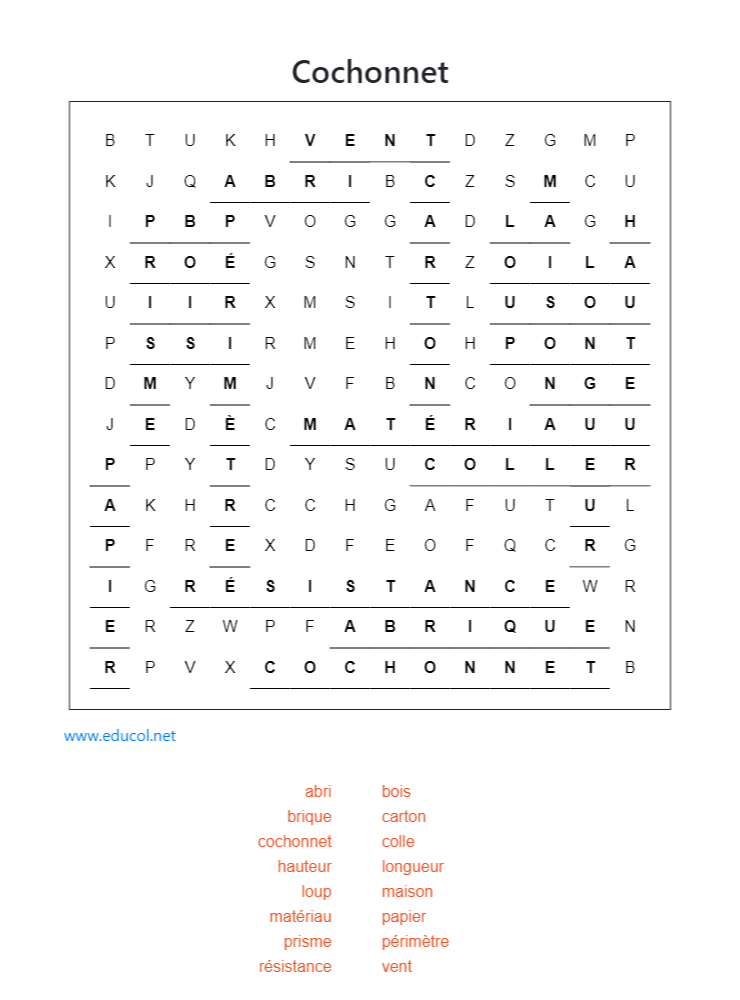 Cochonnet
B T U K H V E N T D Z G M P
K J Q A B R I B C Z S M C U
I P B P V O G G A D L A G H
X R O É G S N T R Z O I L A
U I I R X M S I T L U S O U
P S S I R M E H O H P O N T
D M Y M J V F B N C O N G E
J E D È C M A T É R I A U U
P P Y T D Y S U C O L L E R
A K H R C C H G A F U T U L
P F R E X D F E O F Q C R G
I G R É S I S T A N C E W R
E R Z W P F A B R I Q U E N
R P V X C O C H O N N E T B
www.educol.net
abri bois
brique carton
cochonnet colle
hauteur longueur
loup maison
matériau papier
prisme périmètre
résistance vent